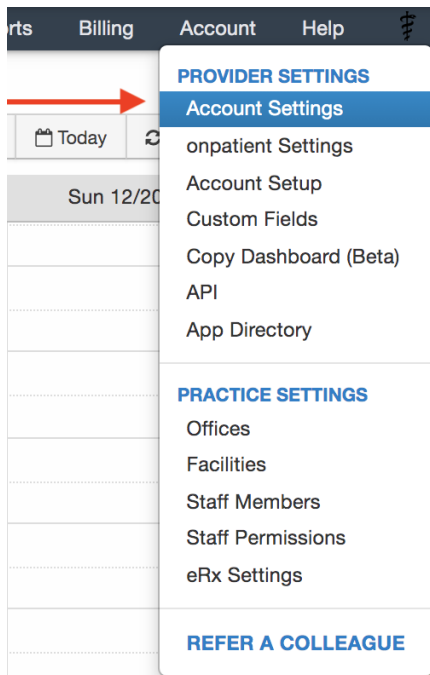 rts Billing Account Help
PROVIDER SETTINGS
Account Settings
Today
onpatient Settings
Account Setup
Sun 12/20
Custom Fields
Copy Dashboard (Beta)
API
App Directory
PRACTICE SETTINGS
Offices
Facilities
Staff Members
Staff Permissions
eRx Settings
REFER A COLLEAGUE